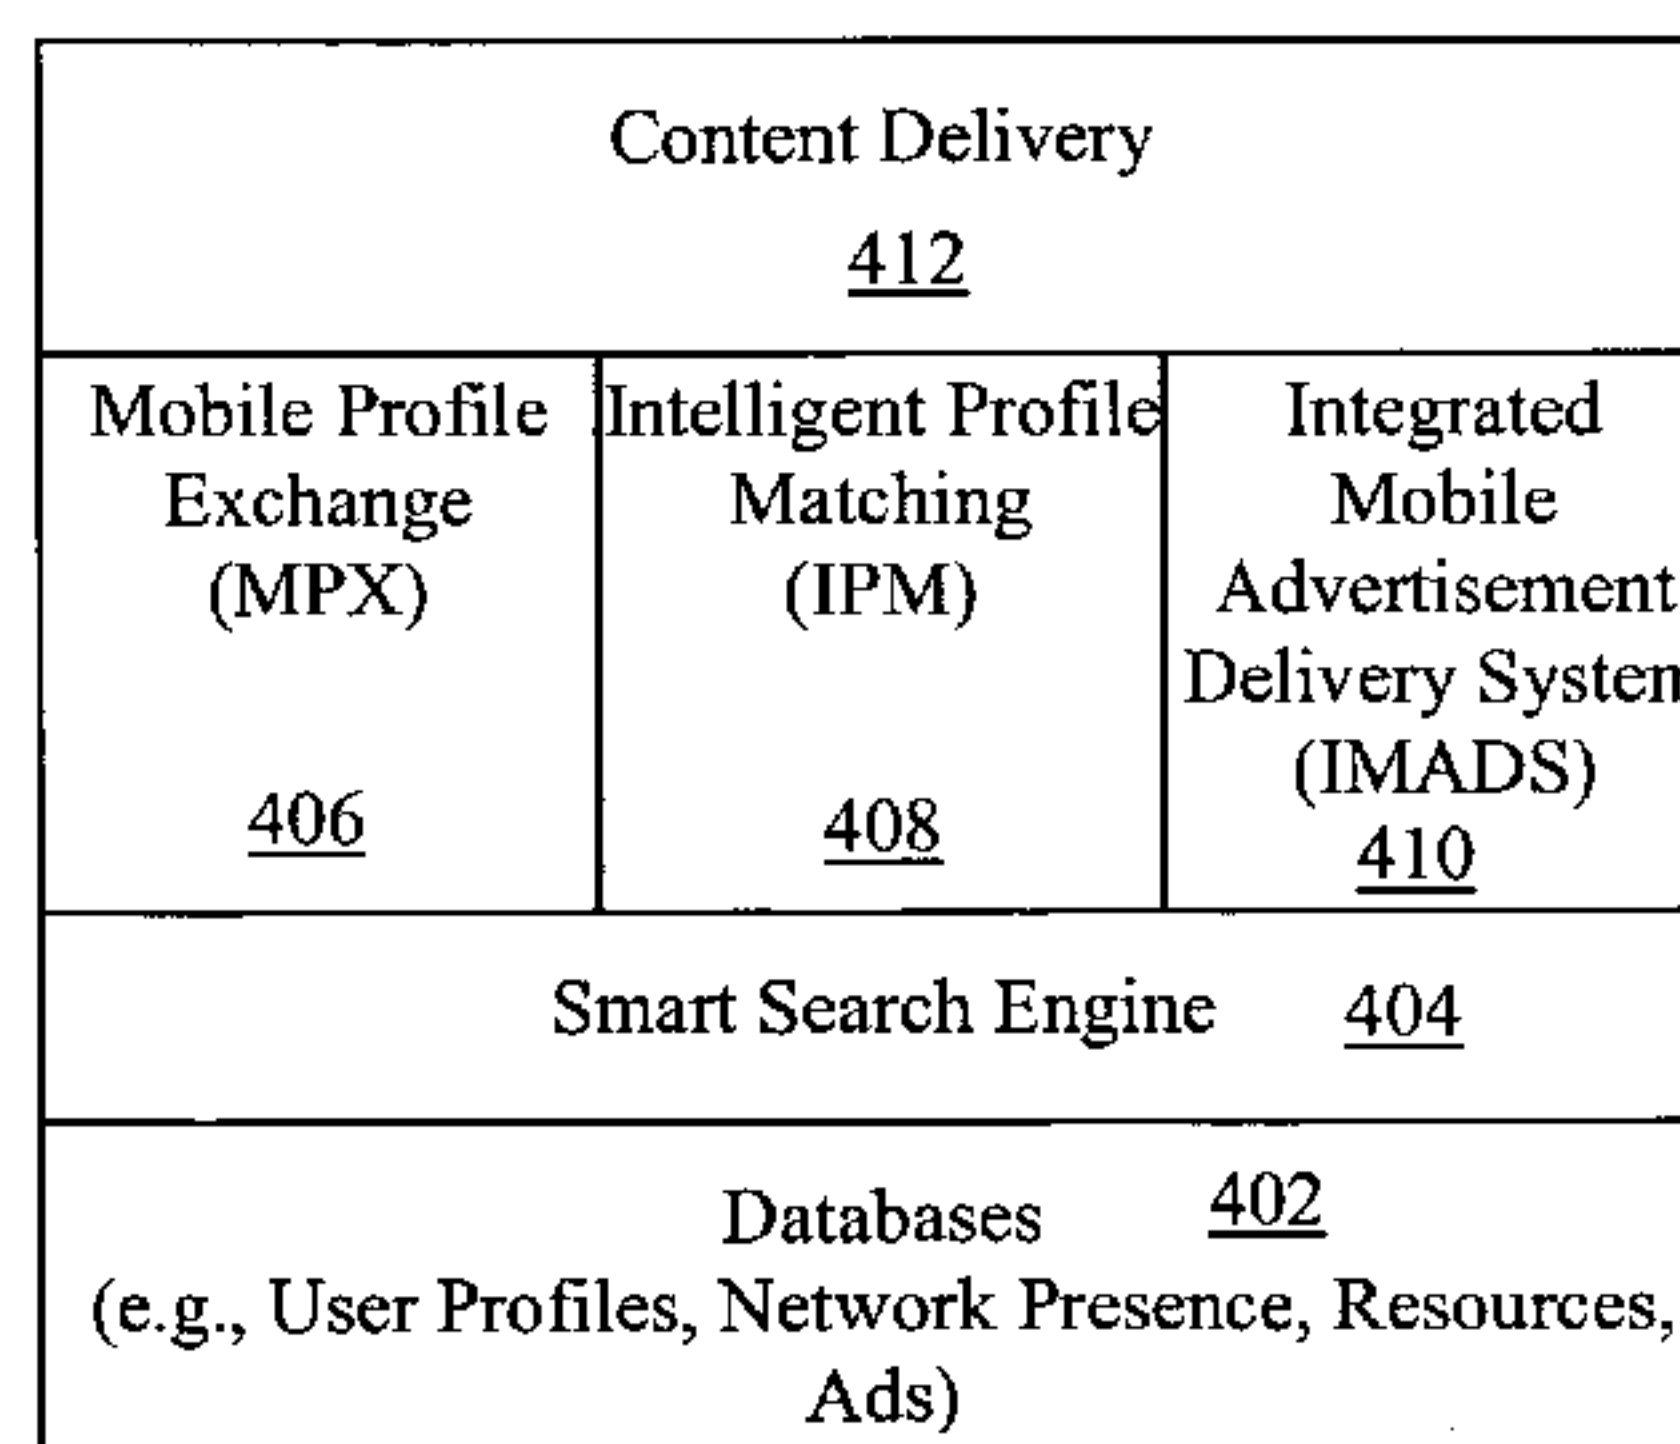 Content Delivery
412
Mobile Profile
Exchange
(MPX)
406
Intelligent Profile
Matching
(IPM)
408
Integrated
Mobile
Advertisement
Delivery System
(IMADS)
410
Smart Search Engine 404
Databases 402
(e.g., User Profiles, Network Presence, Resources,
Ads)